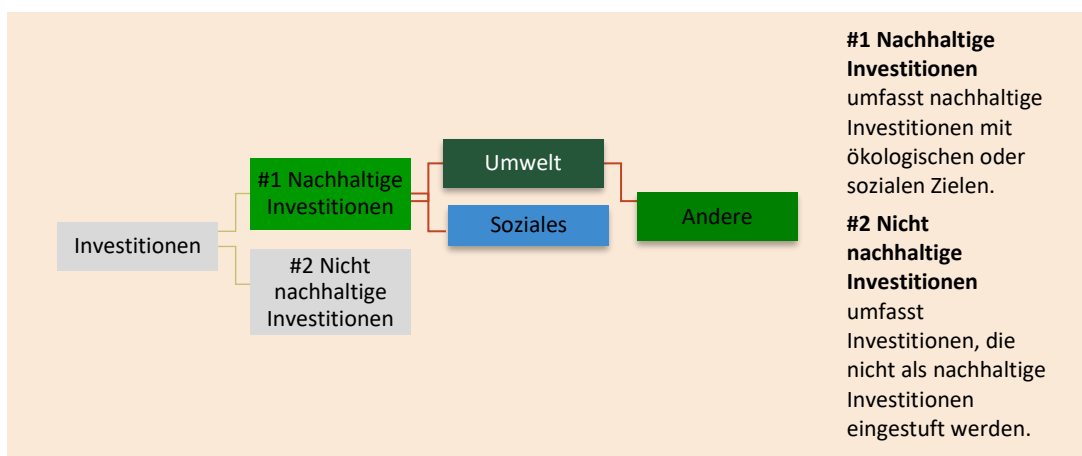 Investitionen
#1 Nachhaltige
Investitionen
#2 Nicht
nachhaltige
Investitionen
Umwelt
Soziales
Andere
#1 Nachhaltige
Investitionen
umfasst nachhaltige
Investitionen mit
ökologischen oder
sozialen Zielen.
#2 Nicht
nachhaltige
Investitionen
umfasst
Investitionen, die
nicht als nachhaltige
Investitionen
eingestuft werden.